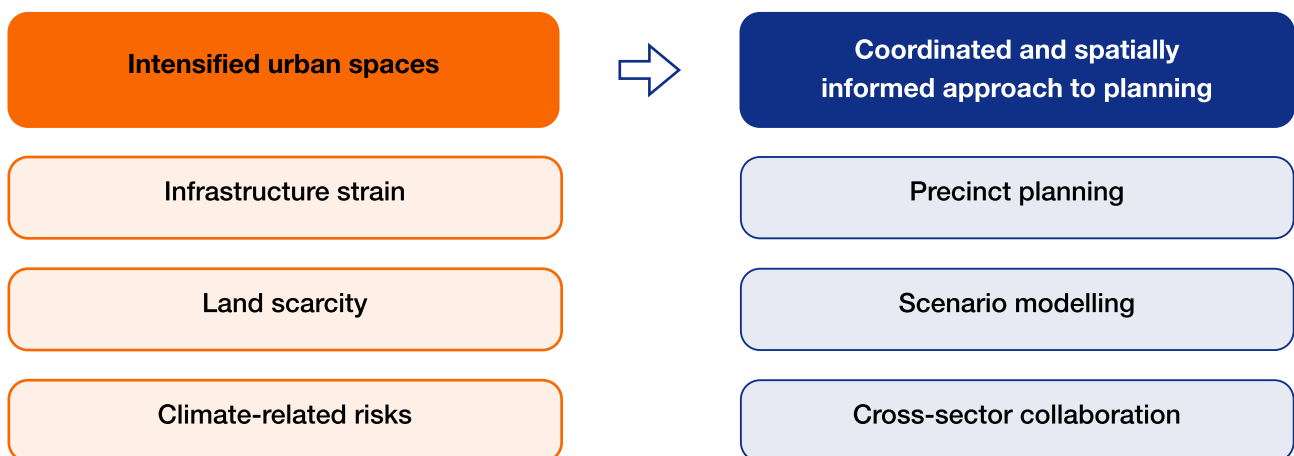 Intensified urban spaces
Coordinated and spatially
informed approach to planning
Infrastructure strain
Precinct planning
Land scarcity
Scenario modelling
Climate-related risks
Cross-sector collaboration